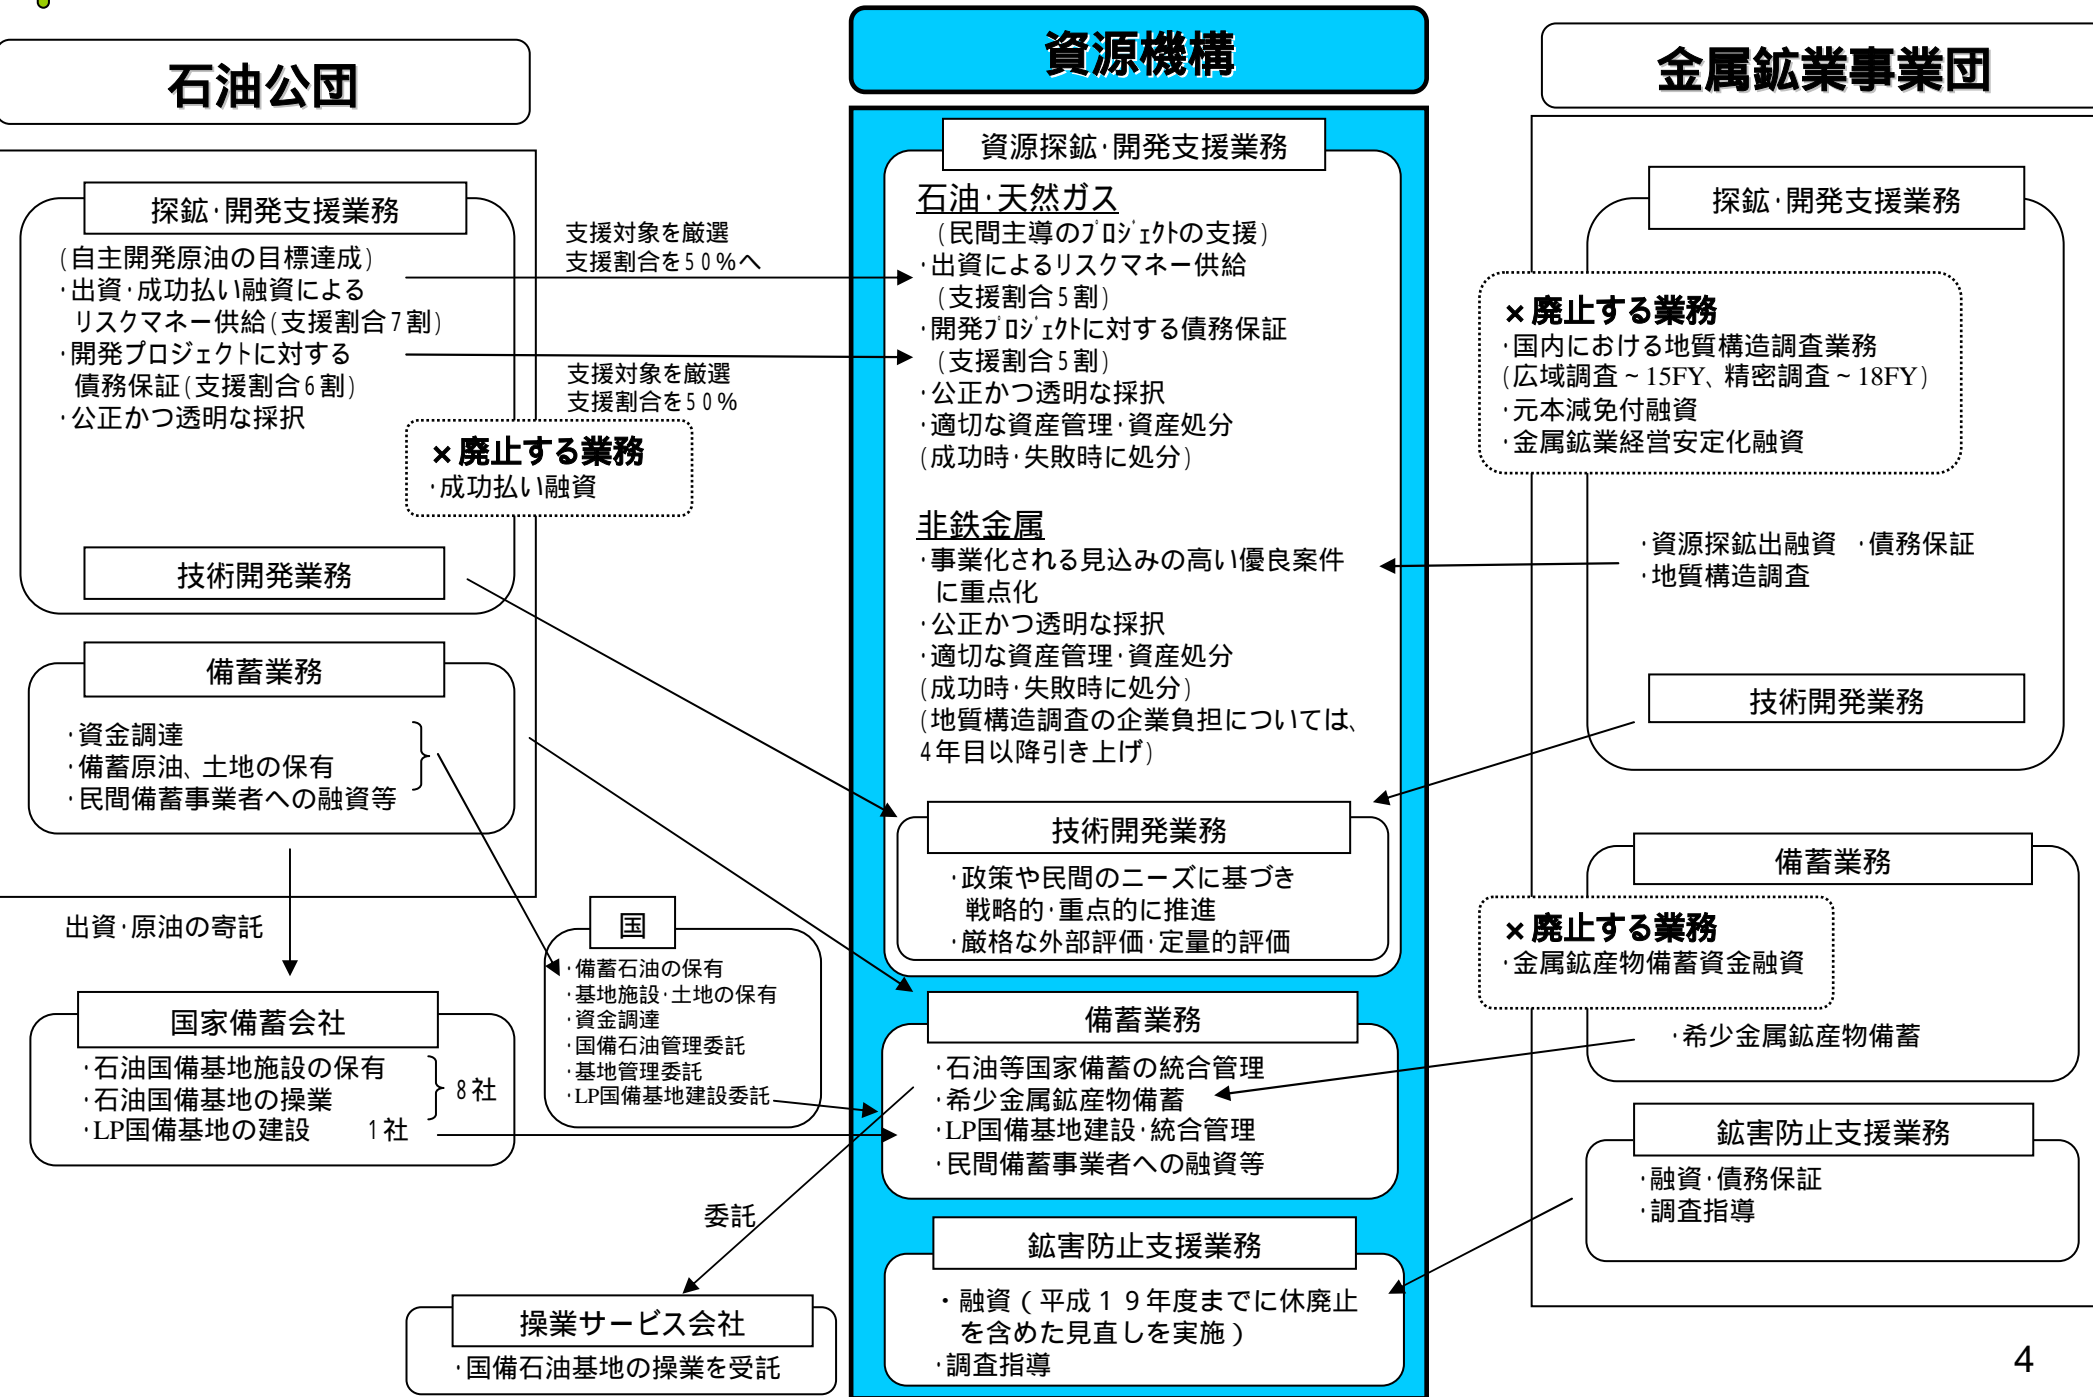 石油公団
探鉱・開発支援業務
(自主開発原油の目標達成)
・出資・成功払い融資による
リスクマネー供給(支援割合7割)
・開発プロジェクトに対する
債務保証(支援割合6割)
・公正かつ透明な採択
技術開発業務
備蓄業務
・資金調達
・備蓄原油、土地の保有
・民間備蓄事業者への融資等
出資・原油の寄託
国家備蓄会社
・石油国備基地施設の保有
・石油国備基地の操業
8社
・LP国備基地の建設 1社
支援対象を厳選
支援割合を50%へ
支援対象を厳選
支援割合を50%
×廃止する業務
・成功払い融資
国
・備蓄石油の保有
・基地施設・土地の保有
・資金調達
・国備石油管理委託
・基地管理委託
・LP国備基地建設委託
委託
操業サービス会社
・国備石油基地の操業を受託
資源機構
資源探鉱・開発支援業務
石油・天然ガス
(民間主導のプロジェクトの支援)
・出資によるリスクマネー供給
(支援割合5割)
・開発プロジェクトに対する債務保証
(支援割合5割)
・公正かつ透明な採択
・適切な資産管理・資産処分
(成功時・失敗時に処分)
非鉄金属
・事業化される見込みの高い優良案件
に重点化
・公正かつ透明な採択
・適切な資産管理・資産処分
(成功時・失敗時に処分)
(地質構造調査の企業負担については、
4年目以降引き上げ)
技術開発業務
・政策や民間のニーズに基づき
戦略的・重点的に推進
・厳格な外部評価・定量的評価
備蓄業務
・石油等国家備蓄の統合管理
・希少金属鉱産物備蓄
・LP国備基地建設・統合管理
・民間備蓄事業者への融資等
鉱害防止支援業務
・融資(平成19年度までに休廃止
を含めた見直しを実施)
・調査指導
金属鉱業事業団
探鉱・開発支援業務
×廃止する業務
・国内における地質構造調査業務
(広域調査~15FY、精密調査~18FY)
・元本減免付融資
・金属鉱業経営安定化融資
・資源探鉱出融資 ・債務保証
・地質構造調査
技術開発業務
備蓄業務
×廃止する業務
・金属鉱産物備蓄資金融資
・希少金属鉱産物備蓄
鉱害防止支援業務
・融資・債務保証
・調査指導
4